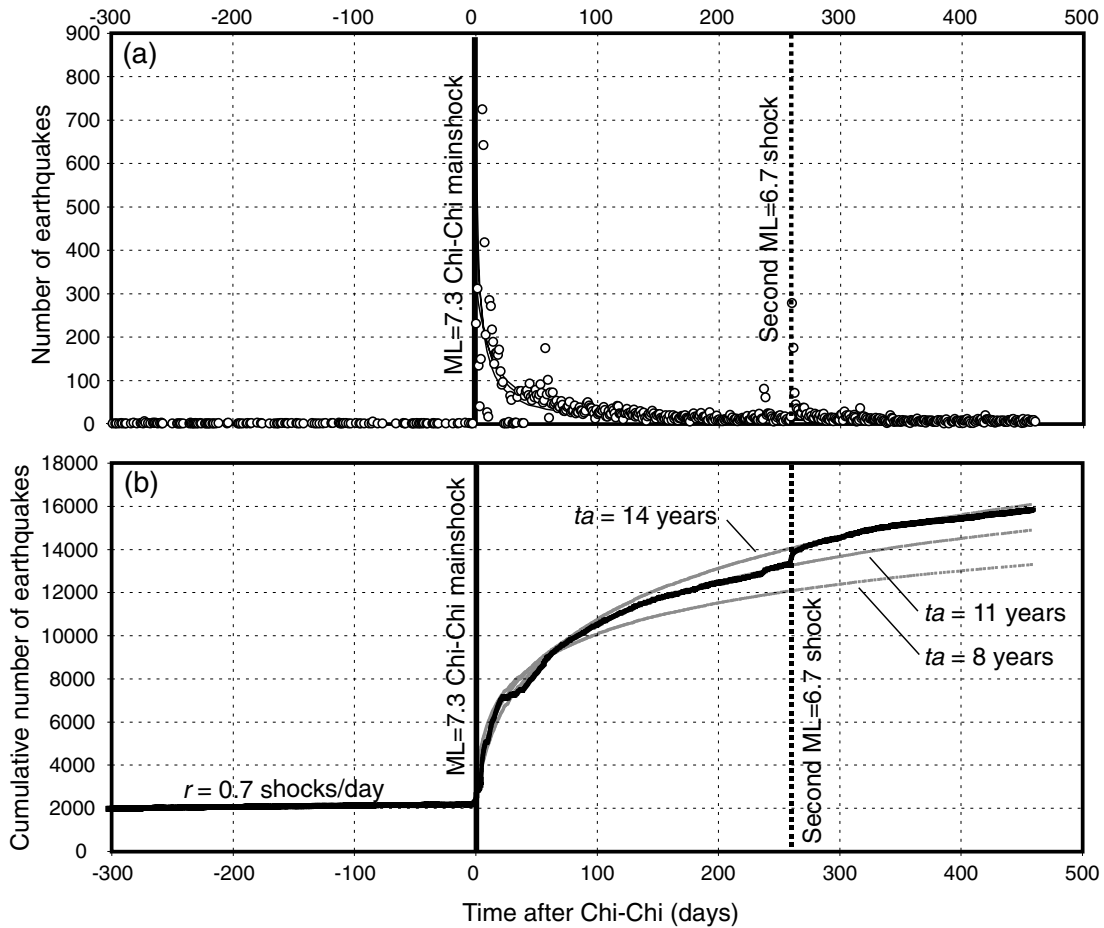 -300 -200 -100 0 100 200 300 400 500
(a)
Number of earthquakes
900
800
700
600
500
400
300
200
100
0
ML=7.3 Chi-Chi mainshock
Second ML=6.7 shock
(b)
Cumulative number of earthquakes
18000
16000
14000
12000
10000
8000
6000
4000
2000
0
r = 0.7 shocks/day
ML=7.3 Chi-Chi mainshock
ta = 14 years
ta = 11 years
ta = 8 years
Second ML=6.7 shock
-300 -200 -100 0 100 200 300 400 500
Time after Chi-Chi (days)